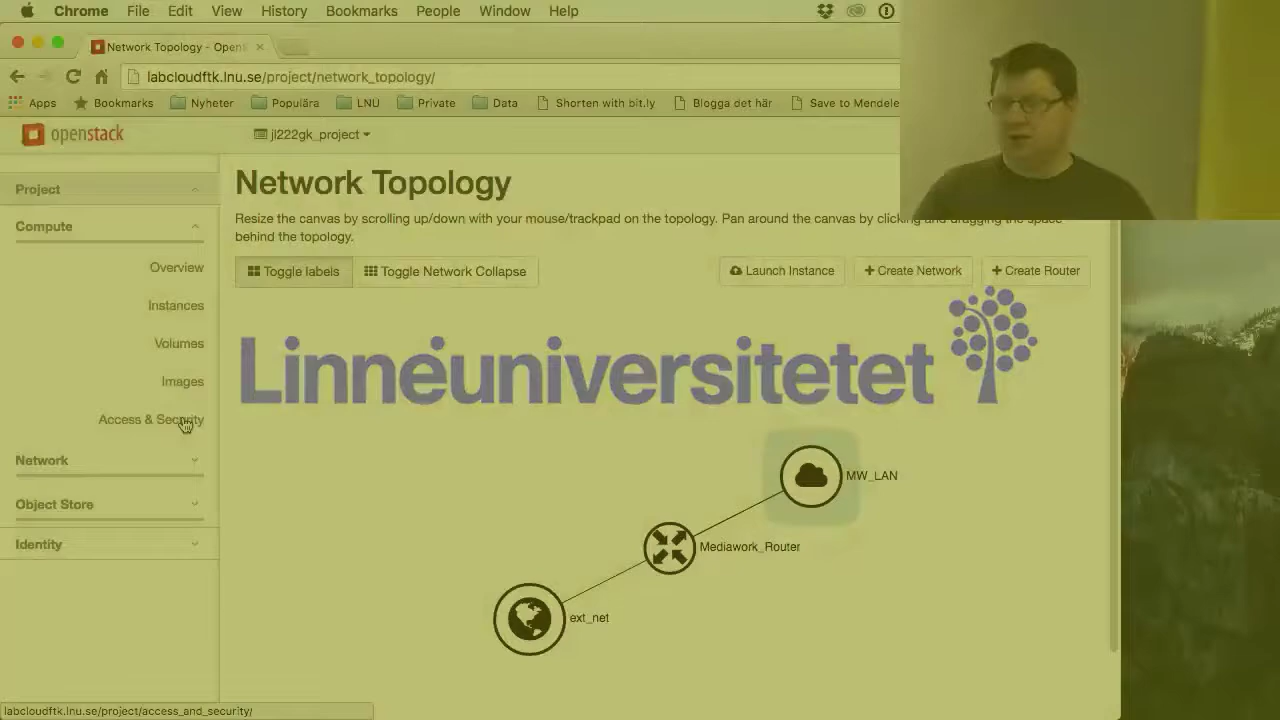 Chrome File Edit View History Bookmarks People Window Help
Network Topology - Opens
labcloudftk.lnu.se/project/network_topology/
Apps Bookmarks Nyheter Populära LNU Private Data Shorten with bit.ly Blogga det här Save to Mendele
openstack jl222gk_project
Project
Compute
Overview
Instances
Volumes
Images
Access & Security
Network
Object Store
Identity
Network Topology
Resize the canvas by scrolling up/down with your mouse/trackpad on the topology. Pan around the canvas by clicking and dragging the space
behind the topology.
Toggle labels Toggle Network Collapse Launch Instance + Create Network + Create Router
Linnéuniversitetet
MW_LAN
Mediawork_Router
ext_net
labcloudftk.lnu.se/project/access_and_security/